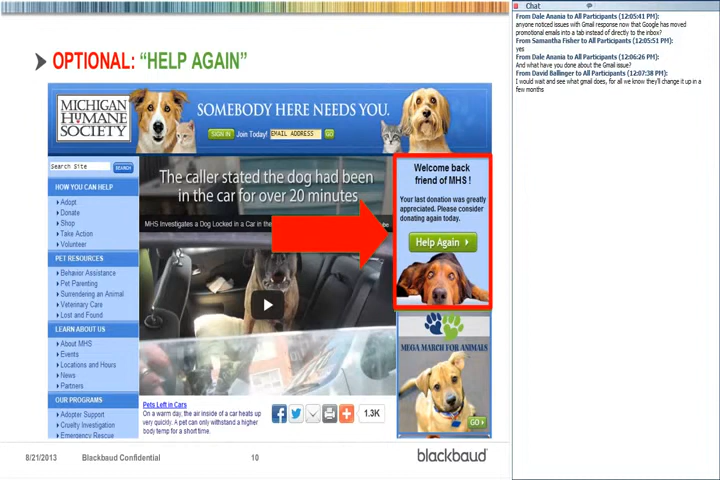 OPTIONAL: “HELP AGAIN”
MICHIGAN
HUMANE
SOCIETY
SOMEBODY HERE NEEDS YOU.
SIGN IN
Join Today!
EMAIL ADDRESS
GO
Search Site
SEARCH
HOW YOU CAN HELP
Adopt
Donate
Shop
Take Action
Volunteer
PET RESOURCES
Behavior Assistance
Pet Parenting
Surrendering an Animal
Veterinary Care
Lost and Found
LEARN ABOUT US
About MHS
Events
Locations and Hours
News
Partners
OUR PROGRAMS
Adopter Support
Cruelty Investigation
Emergency Rescue
The caller stated the dog had been
in the car for over 20 minutes
MHS Investigates a Dog Locked in a Car in the
Pets Left in Cars
On a warm day, the air inside of a car heats up
very quickly. A pet can only withstand a higher
body temp for a short time.
1.3K
Welcome back
friend of MHS !
Your last donation was greatly
appreciated. Please consider
donating again today.
Help Again
MEGA MARCH FOR ANIMALS
GO
8/21/2013
Blackbaud Confidential
10
blackbaud
Chat
From Dale Anania to All Participants (12:05:41 PM):
anyone noticed issues with Gmail response now that Google has moved
promotional emails into a tab instead of directly to the inbox?
From Samantha Fisher to All Participants (12:05:51 PM):
yes
From Dale Anania to All Participants (12:06:26 PM):
And what have you done about the Gmail issue?
From David Ballinger to All Participants (12:07:38 PM):
I would wait and see what gmail does, for all we know they'll change it up in a
few months